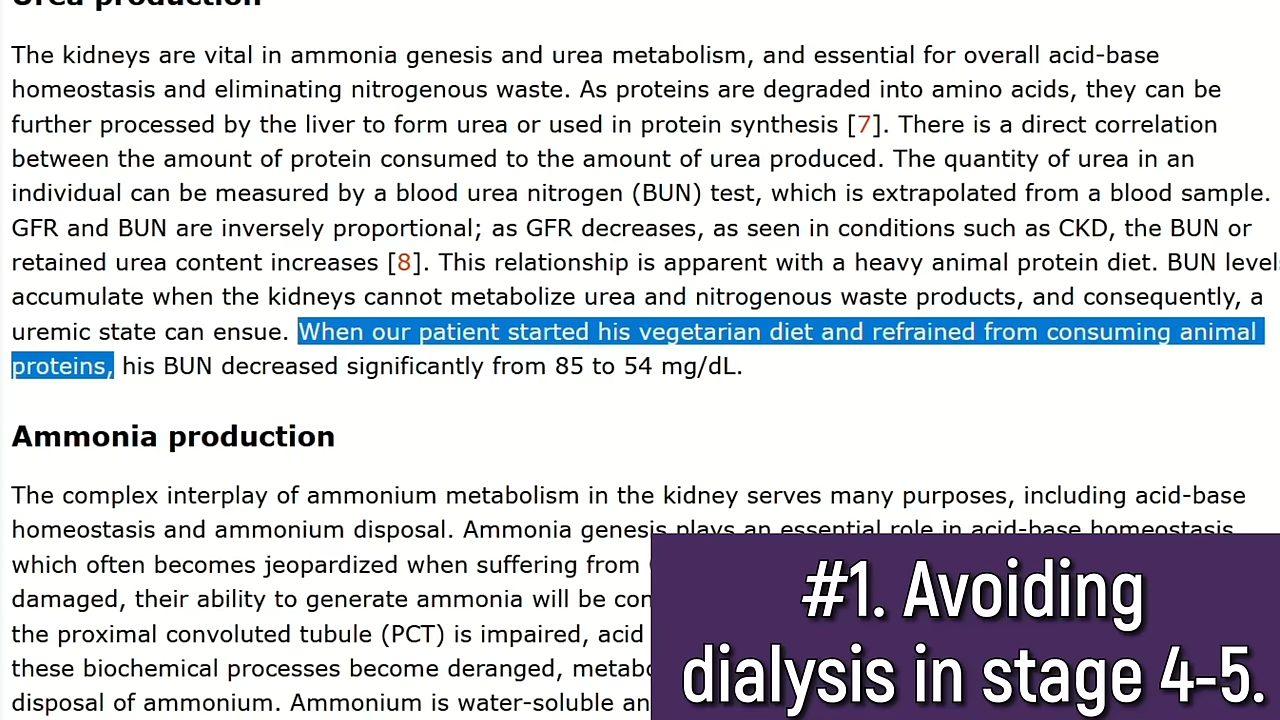 Urea production
The kidneys are vital in ammonia genesis and urea metabolism, and essential for overall acid-base
homeostasis and eliminating nitrogenous waste. As proteins are degraded into amino acids, they can be
further processed by the liver to form urea or used in protein synthesis [7]. There is a direct correlation
between the amount of protein consumed to the amount of urea produced. The quantity of urea in an
individual can be measured by a blood urea nitrogen (BUN) test, which is extrapolated from a blood sample.
GFR and BUN are inversely proportional; as GFR decreases, as seen in conditions such as CKD, the BUN or
retained urea content increases [8]. This relationship is apparent with a heavy animal protein diet. BUN level
accumulate when the kidneys cannot metabolize urea and nitrogenous waste products, and consequently, a
uremic state can ensue. When our patient started his vegetarian diet and refrained from consuming animal
proteins, his BUN decreased significantly from 85 to 54 mg/dL.
Ammonia production
The complex interplay of ammonium metabolism in the kidney serves many purposes, including acid-base
homeostasis and ammonium disposal. Ammonia genesis plays an essential role in acid-base homeostasis
which often becomes jeopardized when suffering from
damaged, their ability to generate ammonia will be
the proximal convoluted tubule (PCT) is impaired, acid
these biochemical processes become deranged,
disposal of ammonium. Ammonium is water-soluble
#1. Avoiding
dialysis in stage 4-5.